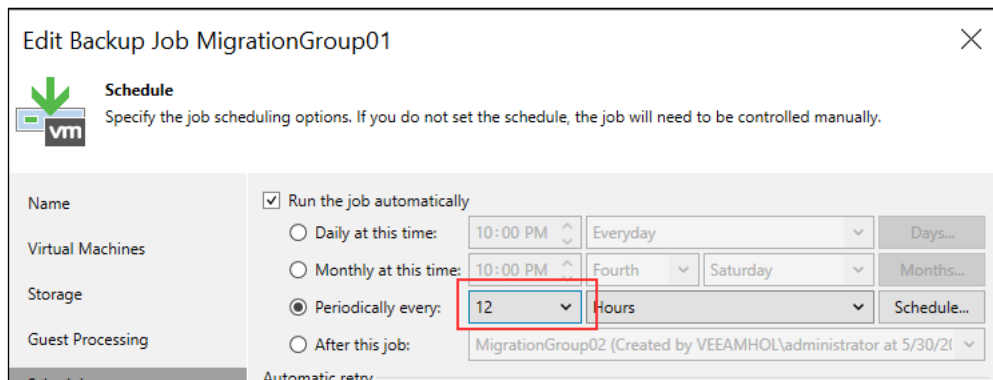 Edit Backup Job MigrationGroup01
Schedule
Specify the job scheduling options. If you do not set the schedule, the job will need to be controlled manually.
vm
Name
Virtual Machines
Storage
Guest Processing
Run the job automatically
Daily at this time: 10:00 PM Everyday Days...
Monthly at this time: 10:00 PM Fourth Saturday Months...
Periodically every: 12 Hours Schedule...
After this job: MigrationGroup02 (Created by VEEAMHOL\administrator at 5/30/20
Automatic retry